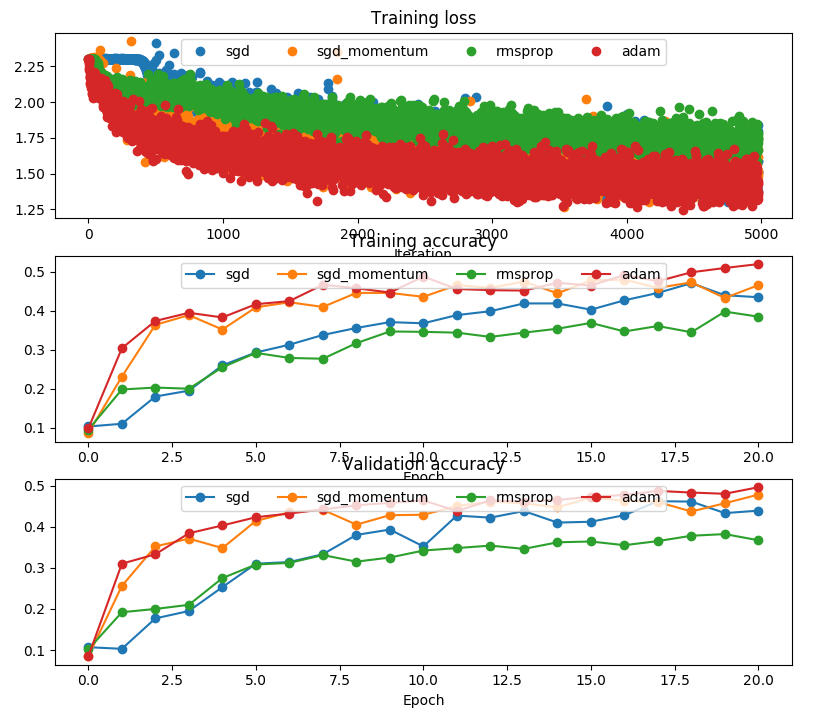 Training loss
sgd sgd_momentum rmsprop adam
2.25
2.00
1.75
1.50
1.25
0 1000 2000 3000 4000 5000
Iteration
Training accuracy
sgd sgd_momentum rmsprop adam
0.5
0.4
0.3
0.2
0.1
0.0 2.5 5.0 7.5 10.0 12.5 15.0 17.5 20.0
Epoch
Validation accuracy
sgd sgd_momentum rmsprop adam
0.5
0.4
0.3
0.2
0.1
0.0 2.5 5.0 7.5 10.0 12.5 15.0 17.5 20.0
Epoch